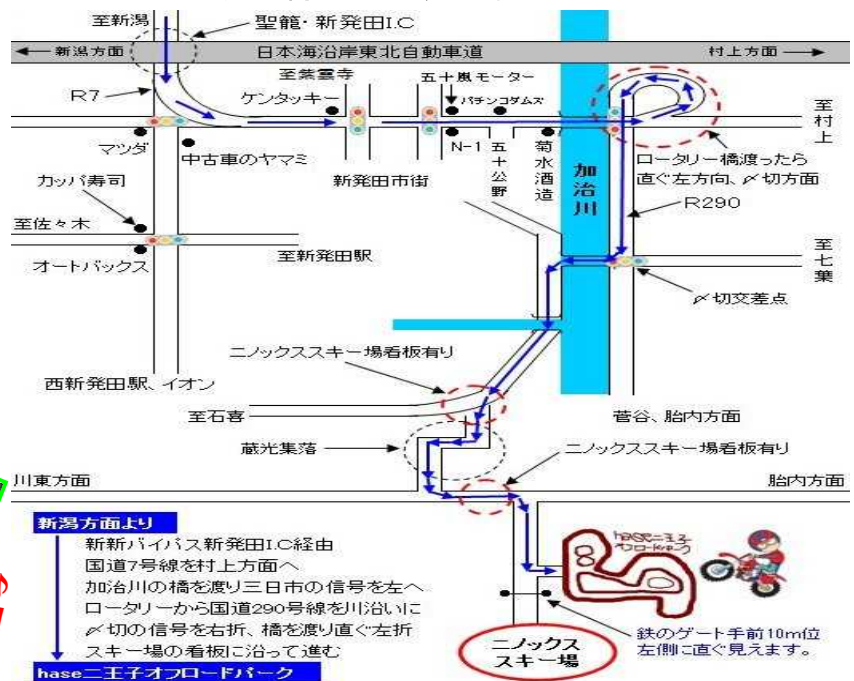 至新潟
聖籠・新発田I.C
← 新潟方面
日本海沿岸東北自動車道
村上方面 →
R7
至紫雲寺
五十嵐モーター
ケンタッキー
パチンコダムズ
至村上
マツダ
中古車のヤマミ
N-1
五十公野
菊水酒造
加治川
ロータリー橋渡ったら
直ぐ左方向、〆切方面
カッパ寿司
新発田市街
R290
至佐々木
至新発田駅
至七葉
オートバックス
〆切交差点
ニノックススキー場看板有り
西新発田駅、イオン
至石喜
菅谷、胎内方面
蔵光集落
ニノックススキー場看板有り
川東方面
胎内方面
新潟方面より
新新バイパス新発田I.C経由
国道7号線を村上方面へ
加治川の橋を渡り三日市の信号を左へ
ロータリーから国道290号線を川沿いに
〆切の信号を右折、橋を渡り直ぐ左折
スキー場の看板に沿って進む
hase二王子オフロードパーク
hase二王子
オフロードパーク
ニノックス
スキー場
鉄のゲート手前10m位
左側に直ぐ見えます。